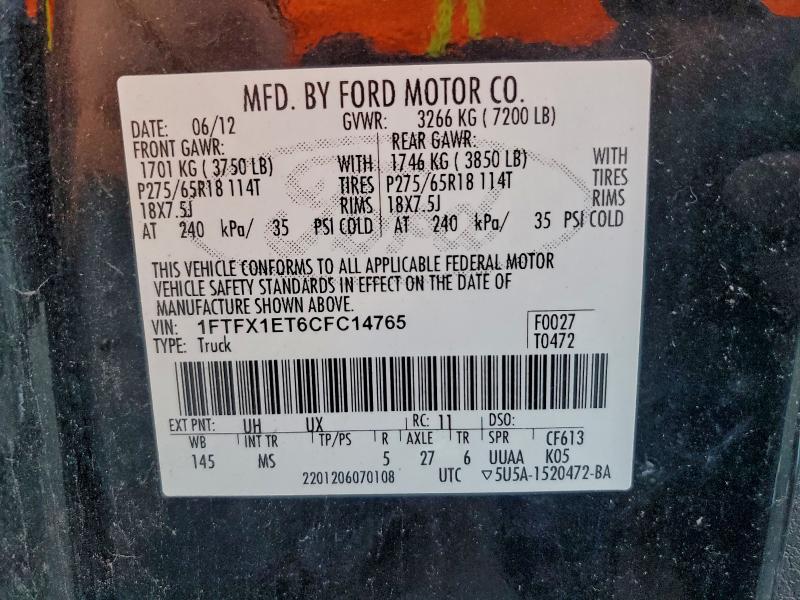 MFD. BY FORD MOTOR CO.
DATE: 06/12 GVWR: 3266 KG ( 7200 LB)
FRONT GAWR: REAR GAWR:
1701 KG ( 3750 LB) WITH 1746 KG ( 3850 LB) WITH
P275/65R18 114T TIRES P275/65R18 114T TIRES
18X7.5J RIMS 18X7.5J RIMS
AT 240 kPa/ 35 PSI COLD AT 240 kPa/ 35 PSI COLD
Ford
THIS VEHICLE CONFORMS TO ALL APPLICABLE FEDERAL MOTOR
VEHICLE SAFETY STANDARDS IN EFFECT ON THE DATE OF
MANUFACTURE SHOWN ABOVE.
VIN: 1FTFX1ET6CFC14765 F0027
TYPE: Truck T0472
EXT PNT: UH UX RC: 11 DSO:
WB INT TR TP/PS R AXLE TR SPR CF613
145 MS 5 27 6 UUAA K05
2201206070108 UTC ▽5U5A-1520472-BA